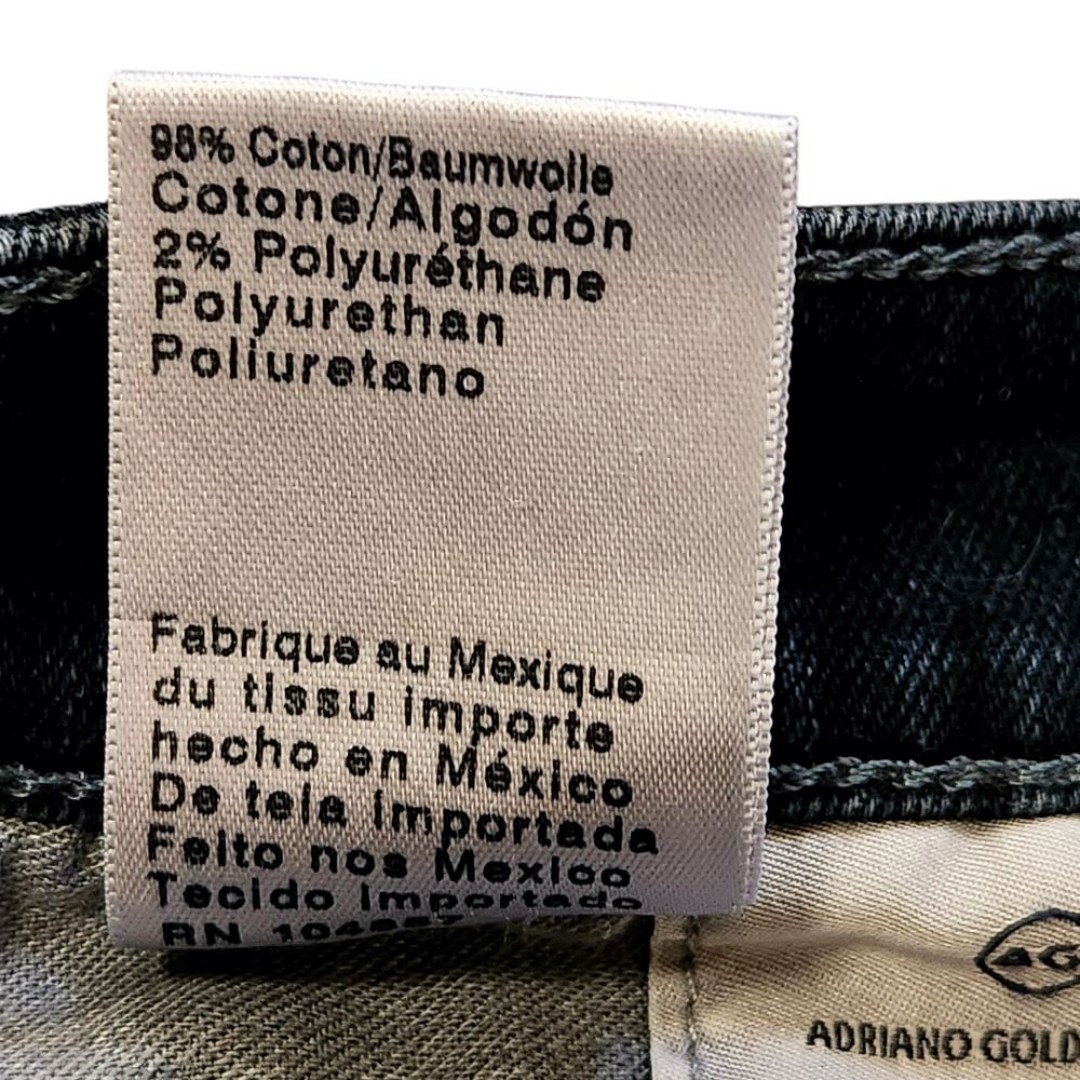 98% Coton/Baumwolle
Cotone/Algodón
2% Polyuréthane
Polyurethan
Poliuretano
Fabrique au Mexique
du tissu importe
hecho en México
De tela importada
Feito nos Mexico
Tecido importado
RN
AG
ADRIANO GOLD